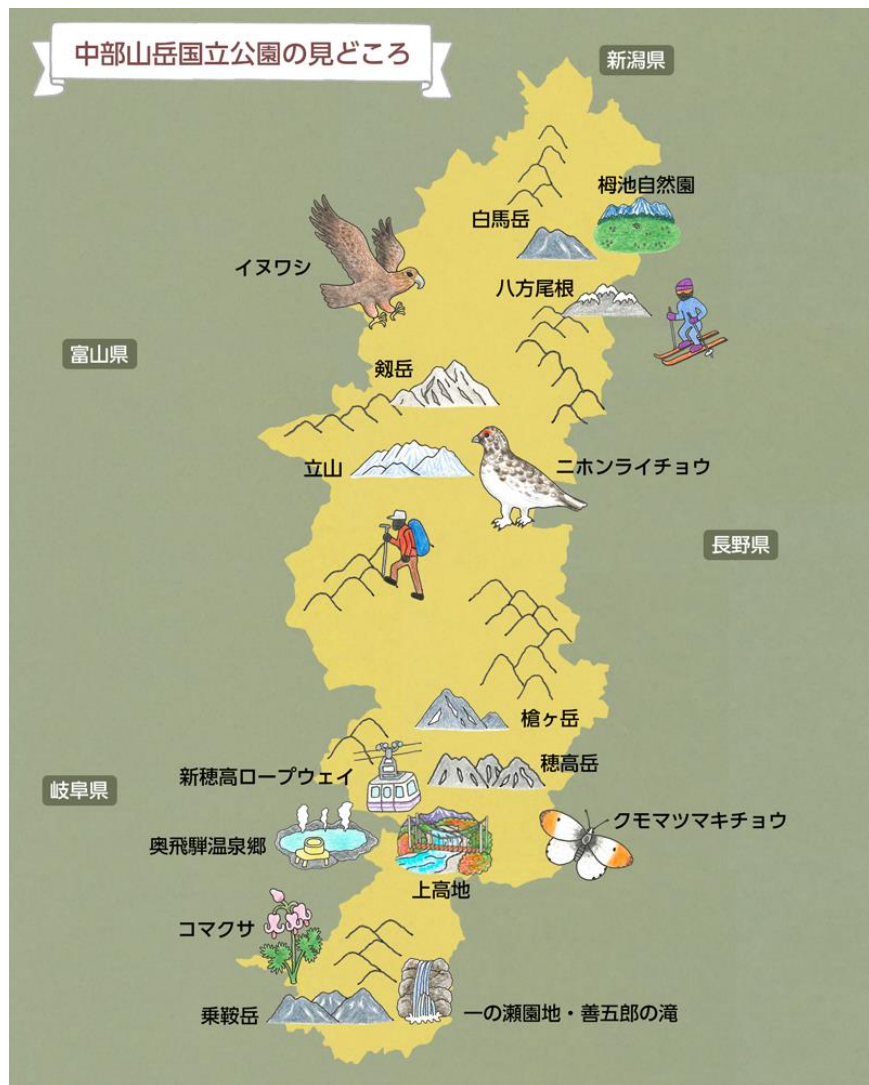 中部山岳国立公園の見どころ
新潟県
栂池自然園
白馬岳
イヌワシ
八方尾根
富山県
剱岳
立山
ニホンライチョウ
長野県
槍ヶ岳
穂高岳
新穂高ロープウェイ
岐阜県
クモマツマキチョウ
奥飛騨温泉郷
上高地
コマクサ
乗鞍岳
一の瀬園地・善五郎の滝